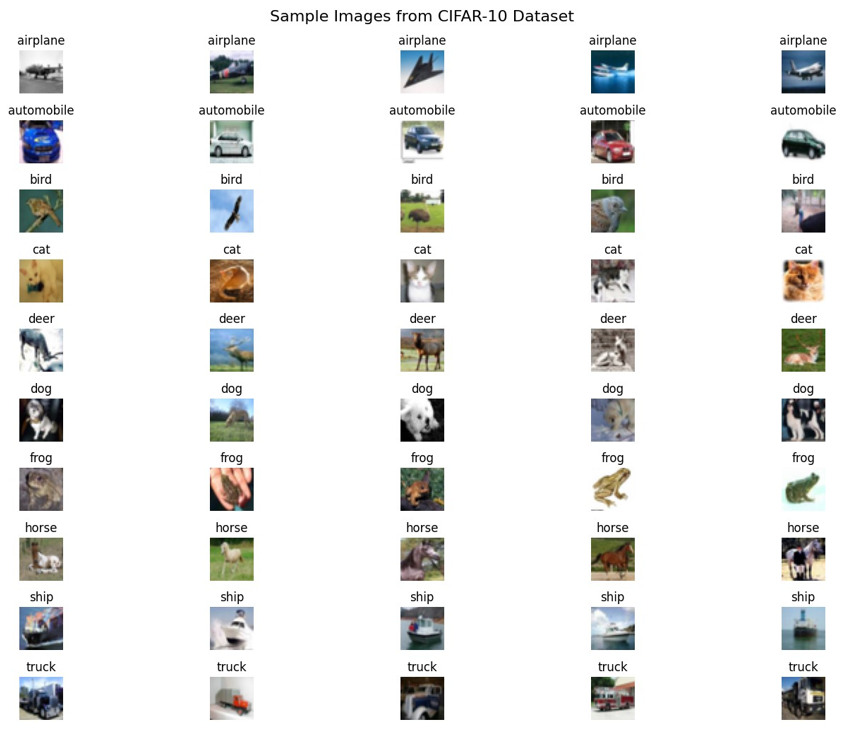 Sample Images from CIFAR-10 Dataset
airplane airplane airplane airplane airplane
automobile automobile automobile automobile automobile
bird bird bird bird bird
cat cat cat cat cat
deer deer deer deer deer
dog dog dog dog dog
frog frog frog frog frog
horse horse horse horse horse
ship ship ship ship ship
truck truck truck truck truck